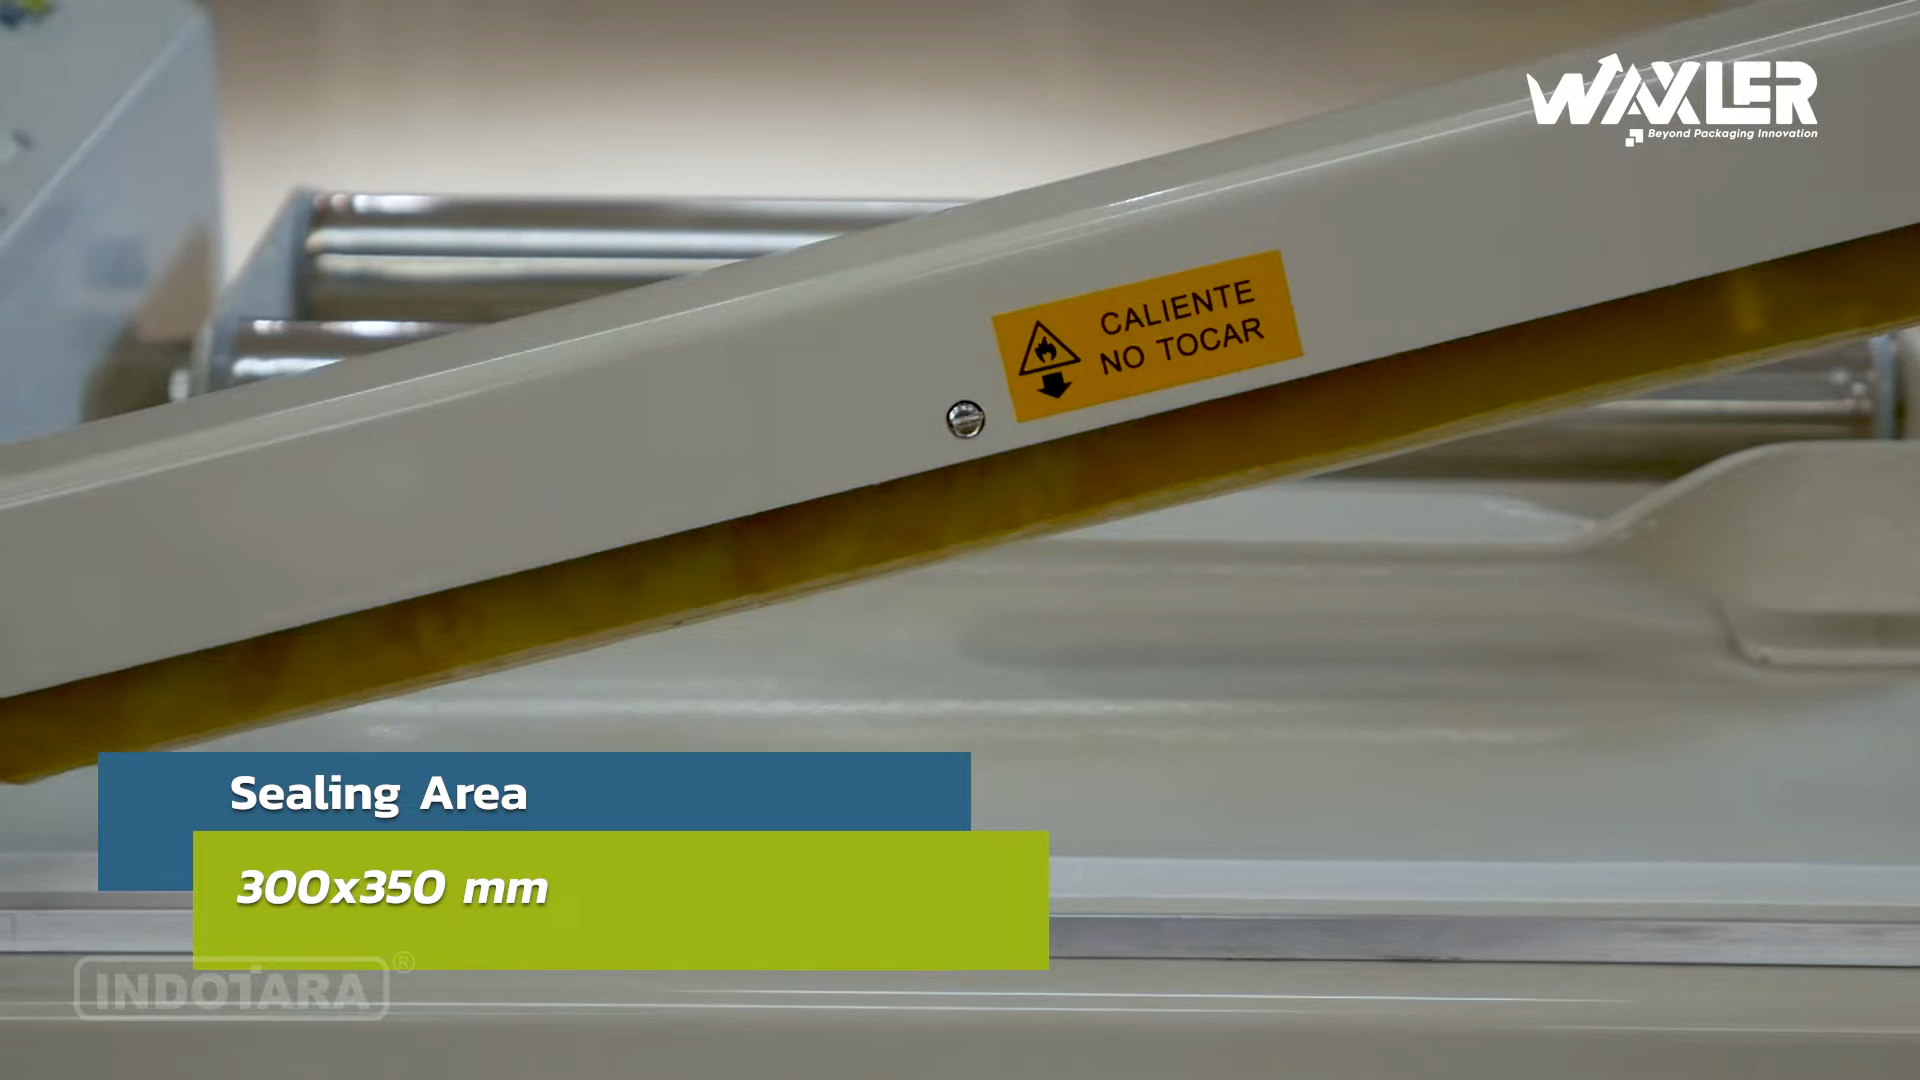 WAXLER
Beyond Packaging Innovation
CALIENTE
NO TOCAR
Sealing Area
300x350 mm
INDOTARA®